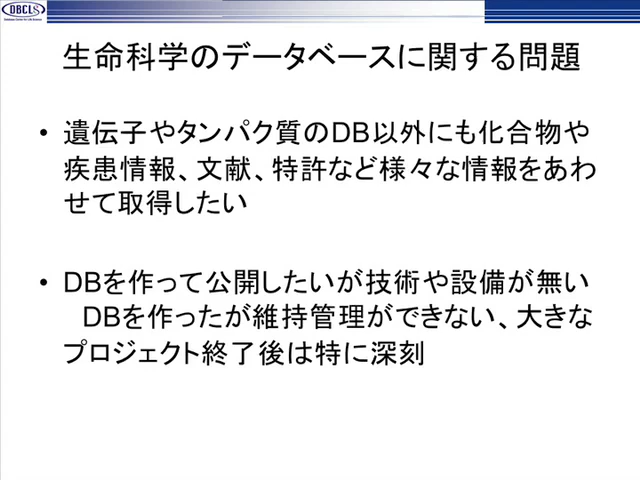 DBCLS
生命科学のデータベースに関する問題
• 遺伝子やタンパク質のDB以外にも化合物や
疾患情報、文献、特許など様々な情報をあわ
せて取得したい
• DBを作って公開したいが技術や設備が無い
DBを作ったが維持管理ができない、大きな
プロジェクト終了後は特に深刻